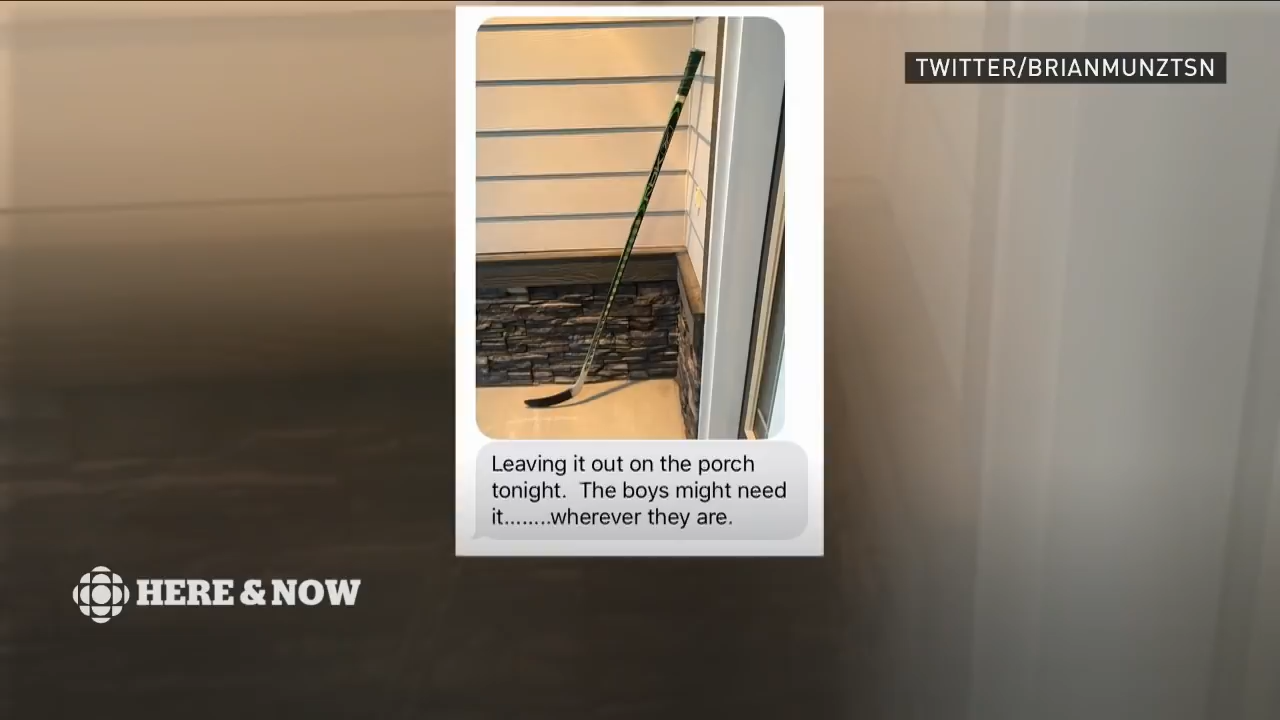 TWITTER/BRIANMUNZTSN
Leaving it out on the porch
tonight.  The boys might need
it........wherever they are.
HERE & NOW